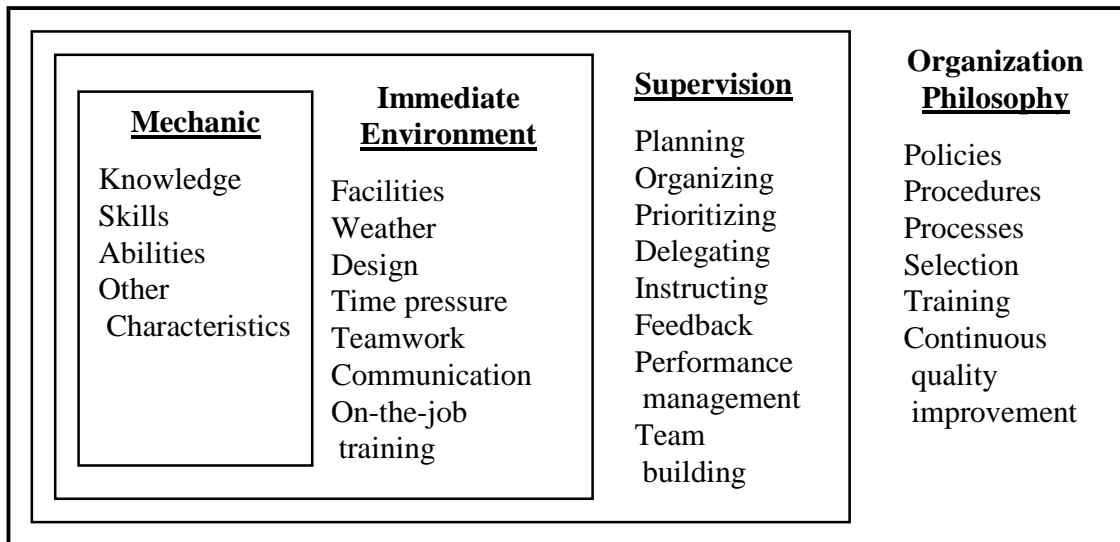 Mechanic
Knowledge
Skills
Abilities
Other
Characteristics
Immediate
Environment
Facilities
Weather
Design
Time pressure
Teamwork
Communication
On-the-job
training
Supervision
Planning
Organizing
Prioritizing
Delegating
Instructing
Feedback
Performance
management
Team
building
Organization
Philosophy
Policies
Procedures
Processes
Selection
Training
Continuous
quality
improvement